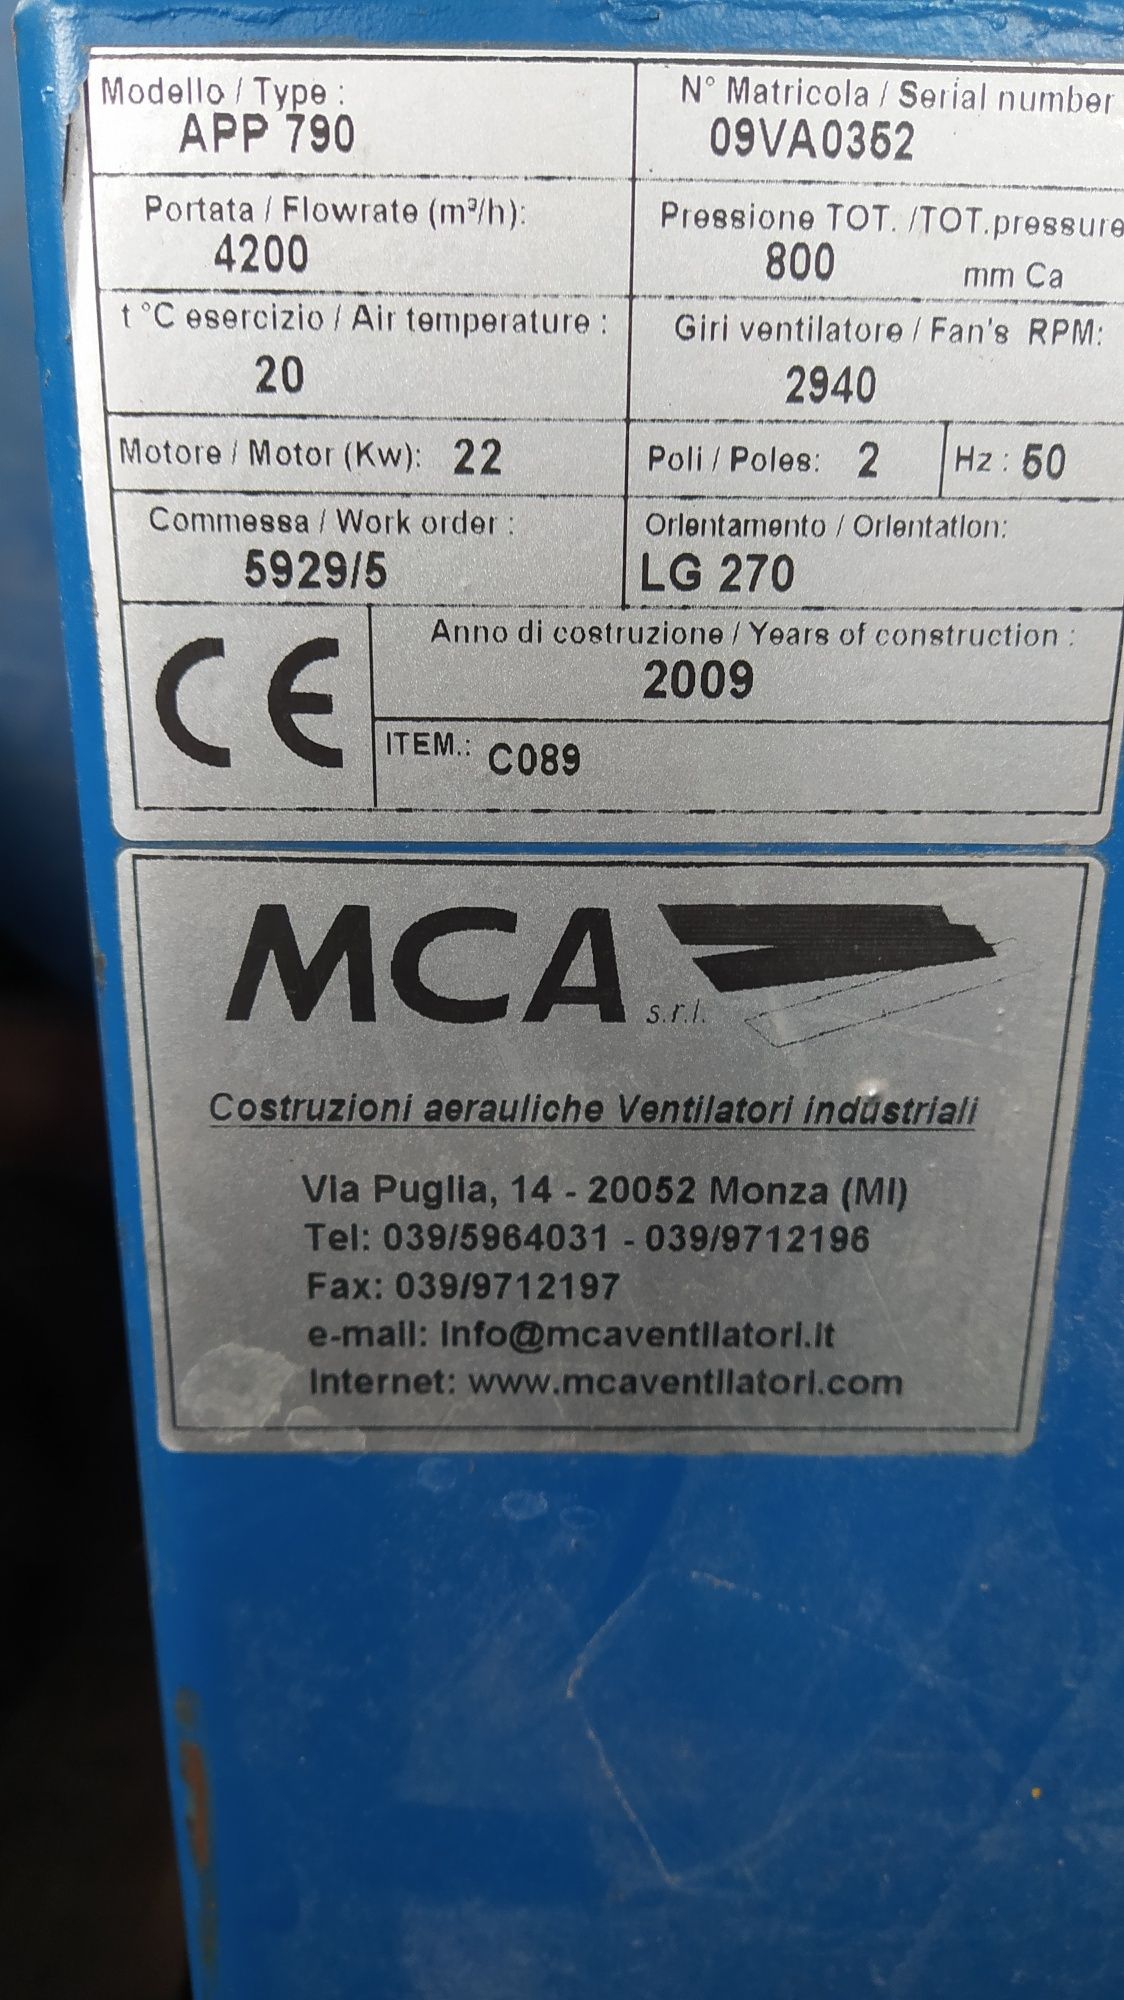 Modello / Type :
APP 790
N° Matricola / Serial number
09VA0352
Portata / Flowrate (m³/h):
4200
Pressione TOT. /TOT.pressure
800 mm Ca
t °C esercizio / Air temperature :
20
Giri ventilatore / Fan's RPM:
2940
Motore / Motor (Kw): 22
Poli / Poles: 2
Hz : 50
Commessa / Work order :
5929/5
Orientamento / Orientation:
LG 270
CE
Anno di costruzione / Years of construction :
2009
ITEM.: C089
MCA s.r.l.
Costruzioni aerauliche Ventilatori industriali
Via Puglia, 14 - 20052 Monza (MI)
Tel: 039/5964031 - 039/9712196
Fax: 039/9712197
e-mail: info@mcaventilatori.it
Internet: www.mcaventilatori.com